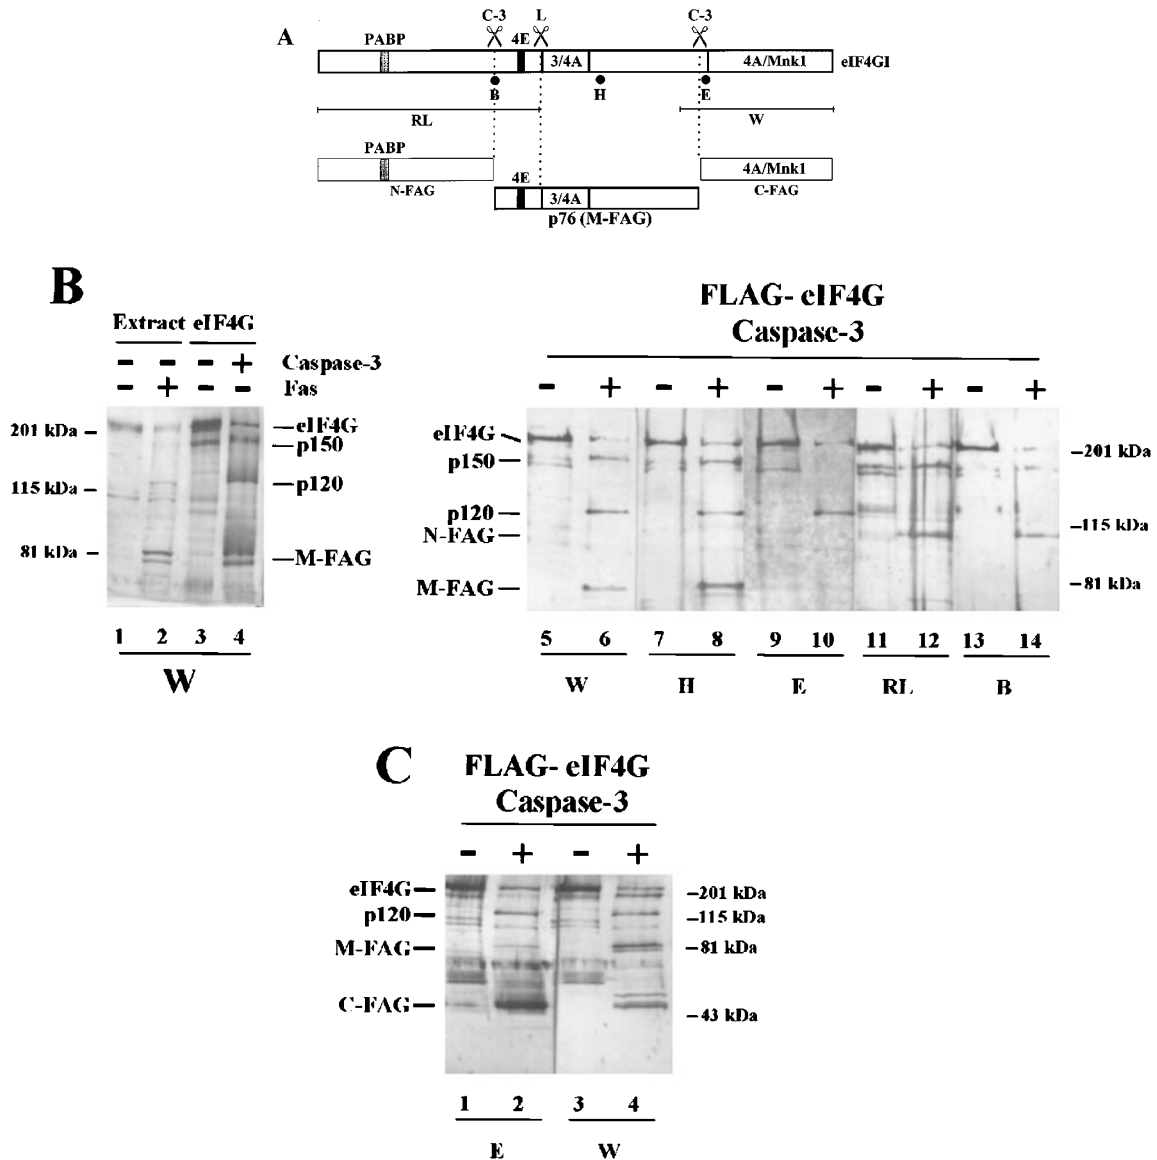 C-3 L C-3
A PABP 4E
3/4A 4A/Mnk1 eIF4GI
B H E
RL W
PABP
4A/Mnk1
N-FAG 4E C-FAG
3/4A
p76 (M-FAG)
B
Extract eIF4G
- - - + Caspase-3
- + - - Fas
201 kDa
115 kDa
81 kDa
eIF4G
p150
p120
M-FAG
1 2 3 4
W
FLAG- eIF4G
Caspase-3
- + - + - + - + - +
eIF4G
p150
p120
N-FAG
M-FAG
201 kDa
115 kDa
81 kDa
5 6 7 8 9 10 11 12 13 14
W H E RL B
C
FLAG- eIF4G
Caspase-3
- + - +
eIF4G
p120
M-FAG
C-FAG
201 kDa
115 kDa
81 kDa
43 kDa
1 2 3 4
E W